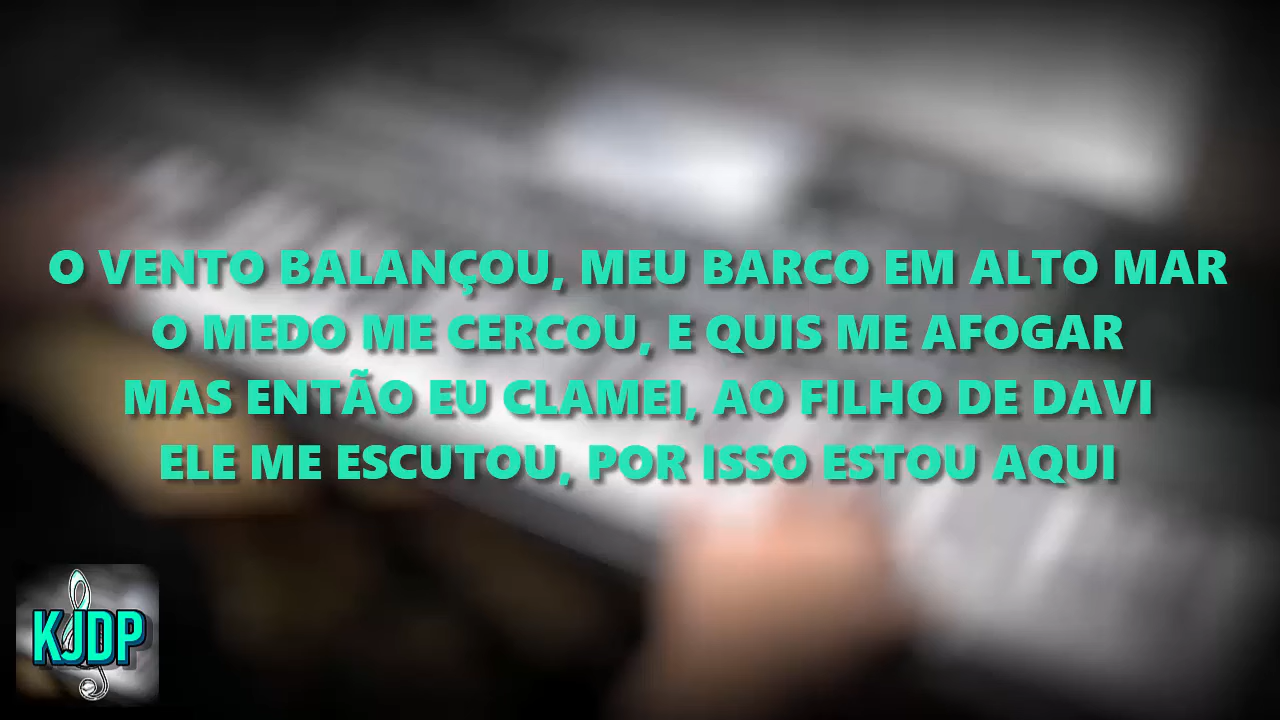 O VENTO BALANÇOU, MEU BARCO EM ALTO MAR
O MEDO ME CERCOU, E QUIS ME AFOGAR
MAS ENTÃO EU CLAMEI, AO FILHO DE DAVI
ELE ME ESCUTOU, POR ISSO ESTOU AQUI
KJDP